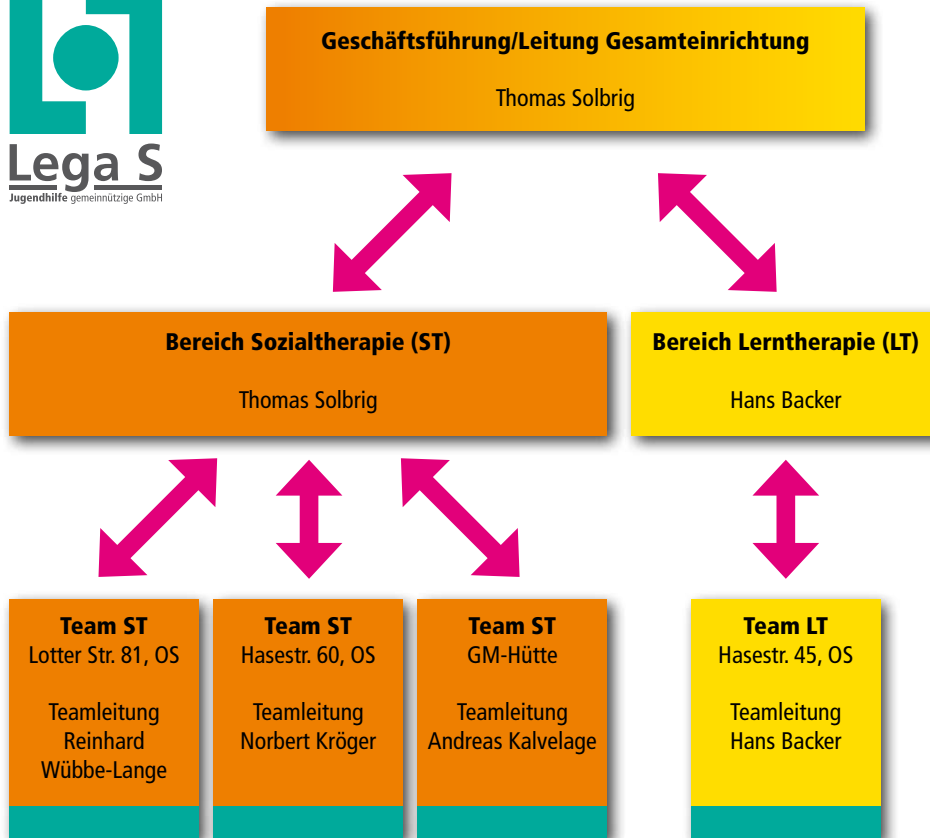 Lega S
Jugendhilfe gemeinnützige GmbH
Geschäftsführung/Leitung Gesamteinrichtung
Thomas Solbrig
Bereich Sozialtherapie (ST)
Thomas Solbrig
Bereich Lerntherapie (LT)
Hans Backer
Team ST
Lotter Str. 81, OS
Teamleitung
Reinhard
Wübbe-Lange
Team ST
Hasestr. 60, OS
Teamleitung
Norbert Kröger
Team ST
GM-Hütte
Teamleitung
Andreas Kalvelage
Team LT
Hasestr. 45, OS
Teamleitung
Hans Backer